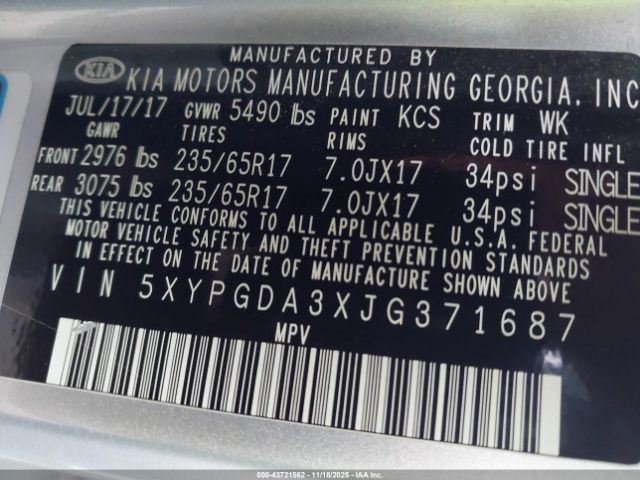 MANUFACTURED BY
KIA KIA MOTORS MANUFACTURING GEORGIA, INC
JUL/17/17 GVWR 5490 lbs PAINT KCS TRIM WK
GAWR TIRES RIMS COLD TIRE INFL
FRONT 2976 lbs 235/65R17 7.0JX17 34psi SINGLE
REAR 3075 lbs 235/65R17 7.0JX17 34psi SINGLE
THIS VEHICLE CONFORMS TO ALL APPLICABLE U.S.A. FEDERAL
MOTOR VEHICLE SAFETY AND THEFT PREVENTION STANDARDS
IN EFFECT ON THE DATE OF MANUFACTURE SHOWN ABOVE
VIN 5XYPGDA3XJG371687
MPV
000-43721562 - 11/18/2025 - IAA Inc.